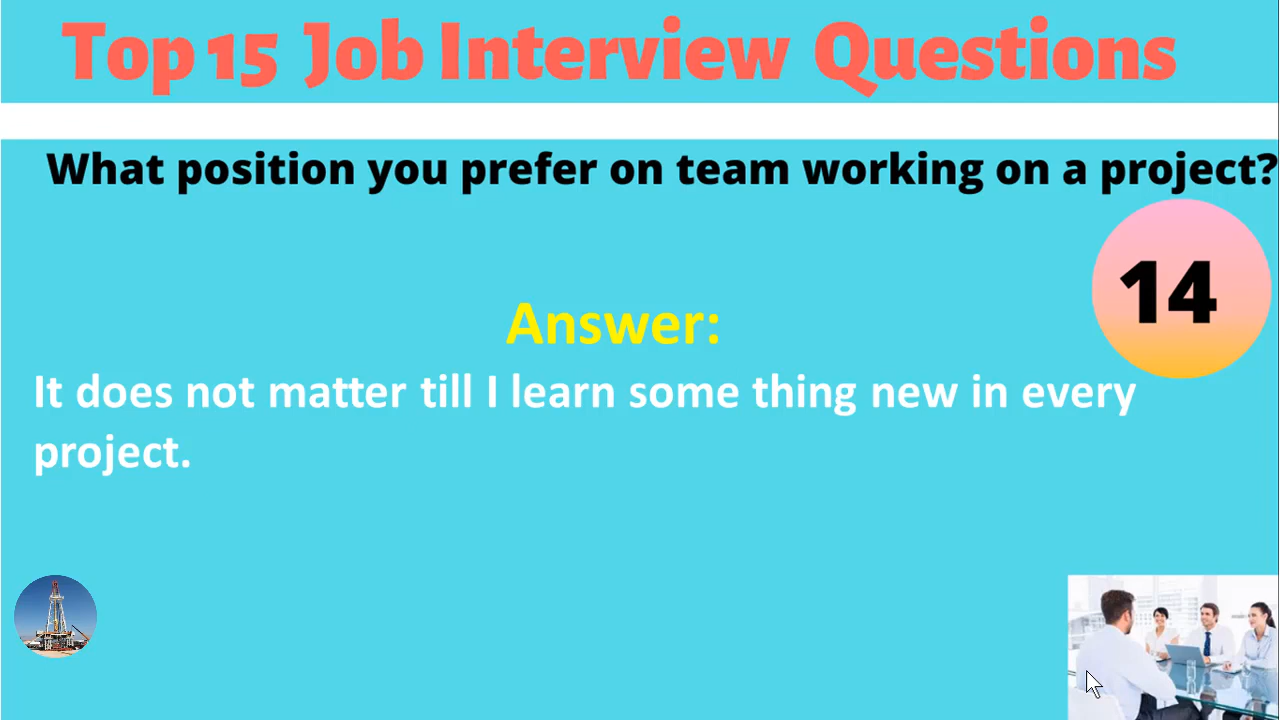 Top 15 Job Interview Questions
What position you prefer on team working on a project?
14
Answer:
It does not matter till I learn some thing new in every
project.